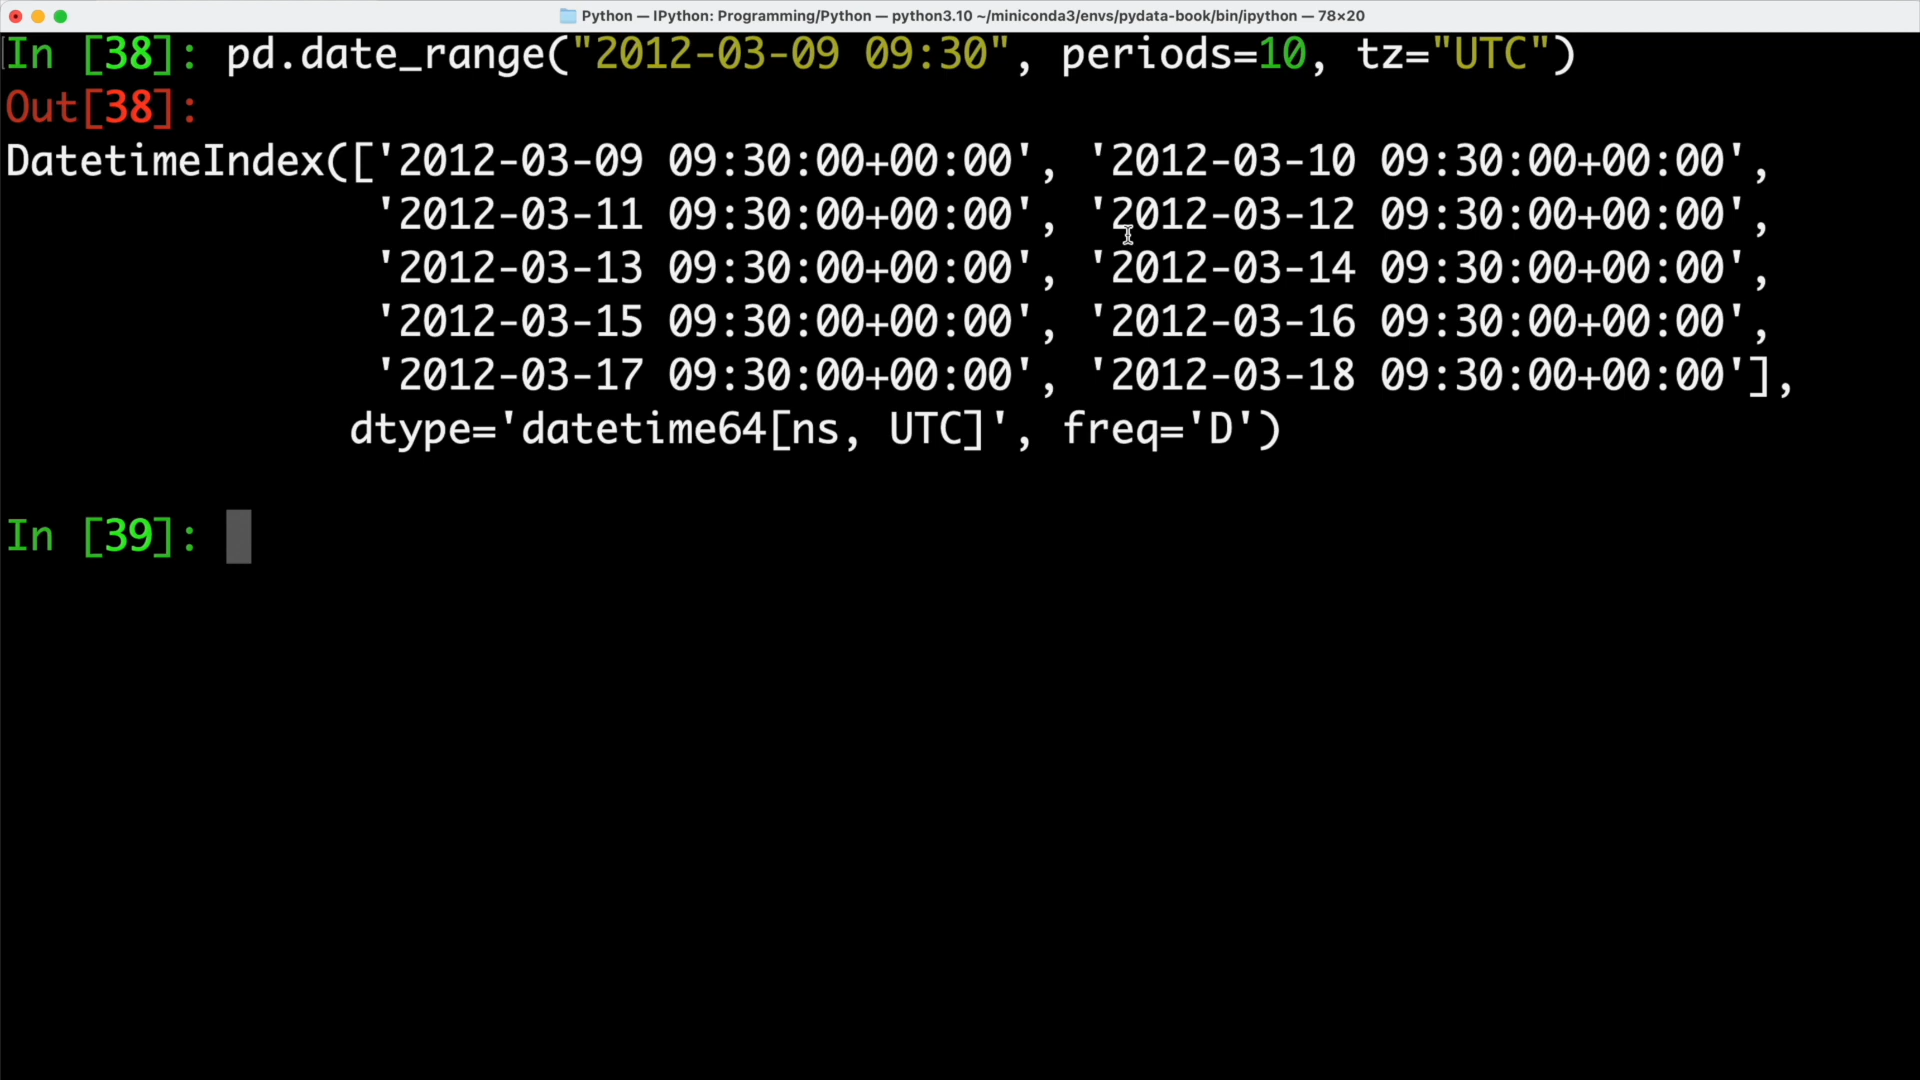 Python — IPython: Programming/Python — python3.10 ~/miniconda3/envs/pydata-book/bin/ipython — 78×20
In [38]: pd.date_range("2012-03-09 09:30", periods=10, tz="UTC")
Out[38]:
DatetimeIndex(['2012-03-09 09:30:00+00:00', '2012-03-10 09:30:00+00:00',
'2012-03-11 09:30:00+00:00', '2012-03-12 09:30:00+00:00',
'2012-03-13 09:30:00+00:00', '2012-03-14 09:30:00+00:00',
'2012-03-15 09:30:00+00:00', '2012-03-16 09:30:00+00:00',
'2012-03-17 09:30:00+00:00', '2012-03-18 09:30:00+00:00'],
dtype='datetime64[ns, UTC]', freq='D')
In [39]: